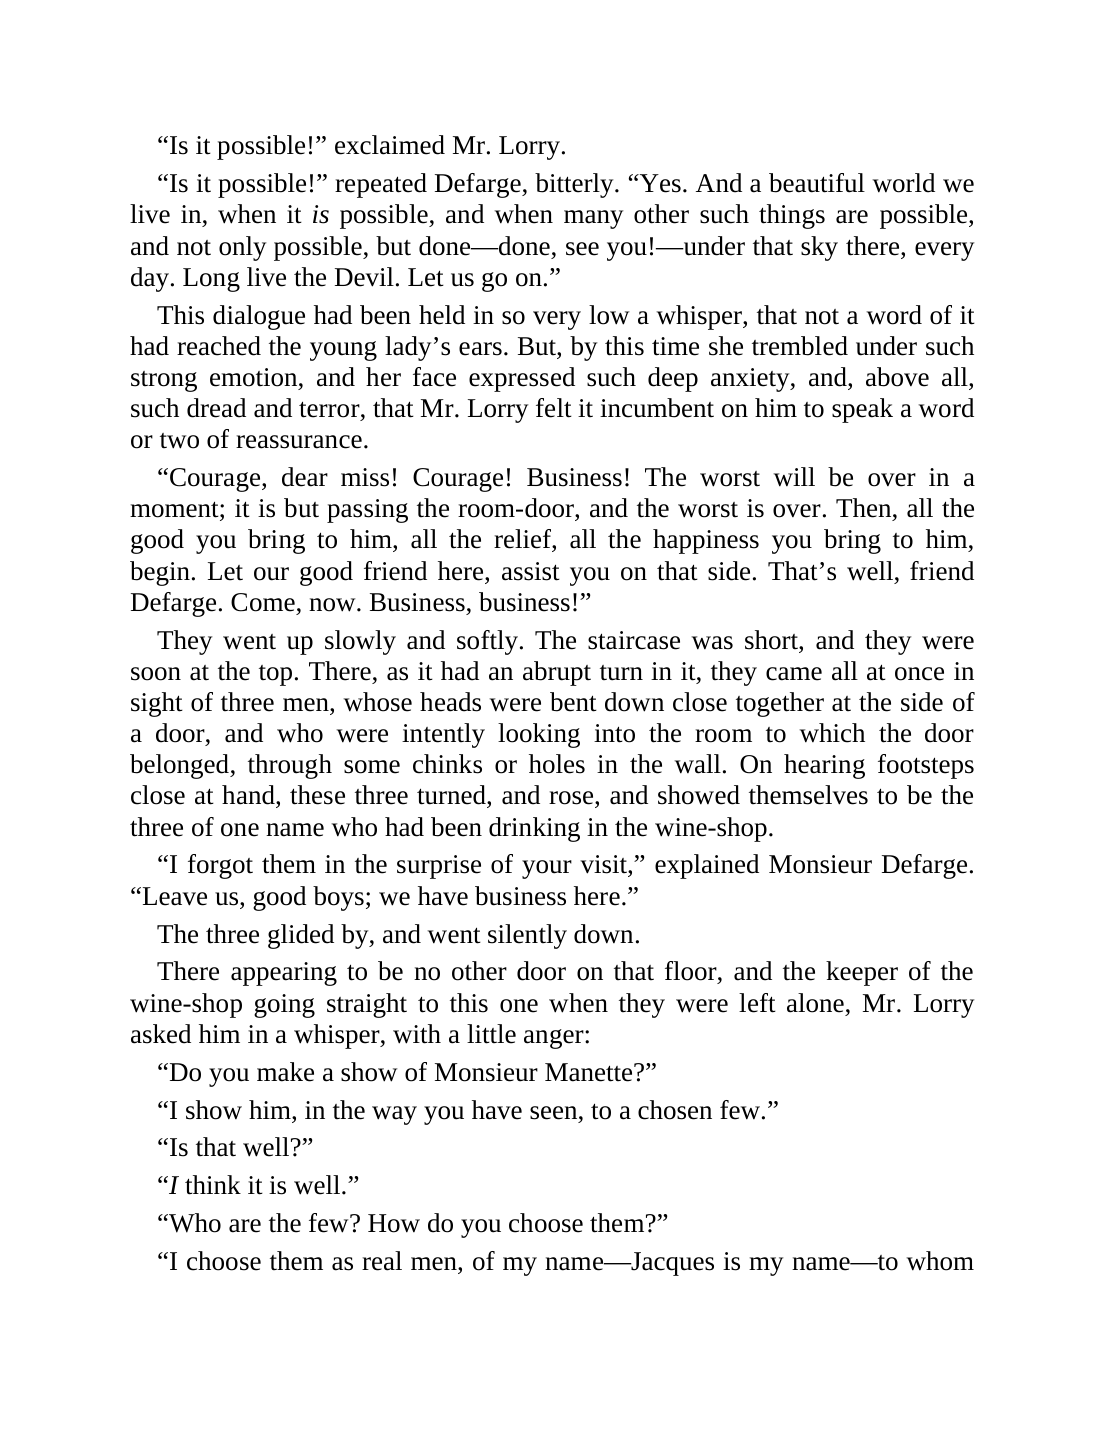 “Is it possible!” exclaimed Mr. Lorry.
“Is it possible!” repeated Defarge, bitterly. “Yes. And a beautiful world we
live in, when it is possible, and when many other such things are possible,
and not only possible, but done—done, see you!—under that sky there, every
day. Long live the Devil. Let us go on.”
This dialogue had been held in so very low a whisper, that not a word of it
had reached the young lady’s ears. But, by this time she trembled under such
strong emotion, and her face expressed such deep anxiety, and, above all,
such dread and terror, that Mr. Lorry felt it incumbent on him to speak a word
or two of reassurance.
“Courage, dear miss! Courage! Business! The worst will be over in a
moment; it is but passing the room-door, and the worst is over. Then, all the
good you bring to him, all the relief, all the happiness you bring to him,
begin. Let our good friend here, assist you on that side. That’s well, friend
Defarge. Come, now. Business, business!”
They went up slowly and softly. The staircase was short, and they were
soon at the top. There, as it had an abrupt turn in it, they came all at once in
sight of three men, whose heads were bent down close together at the side of
a door, and who were intently looking into the room to which the door
belonged, through some chinks or holes in the wall. On hearing footsteps
close at hand, these three turned, and rose, and showed themselves to be the
three of one name who had been drinking in the wine-shop.
“I forgot them in the surprise of your visit,” explained Monsieur Defarge.
“Leave us, good boys; we have business here.”
The three glided by, and went silently down.
There appearing to be no other door on that floor, and the keeper of the
wine-shop going straight to this one when they were left alone, Mr. Lorry
asked him in a whisper, with a little anger:
“Do you make a show of Monsieur Manette?”
“I show him, in the way you have seen, to a chosen few.”
“Is that well?”
“I think it is well.”
“Who are the few? How do you choose them?”
“I choose them as real men, of my name—Jacques is my name—to whom